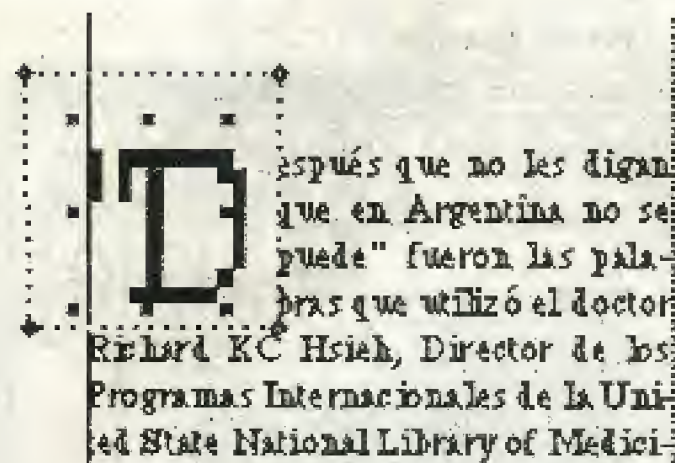 "Después que no les digan
que en Argentina no se
puede" fueron las pala-
bras que utilizó el doctor
Richard KC Hsieh, Director de los
Programas Internacionales de la Uni-
ted State National Library of Medici-